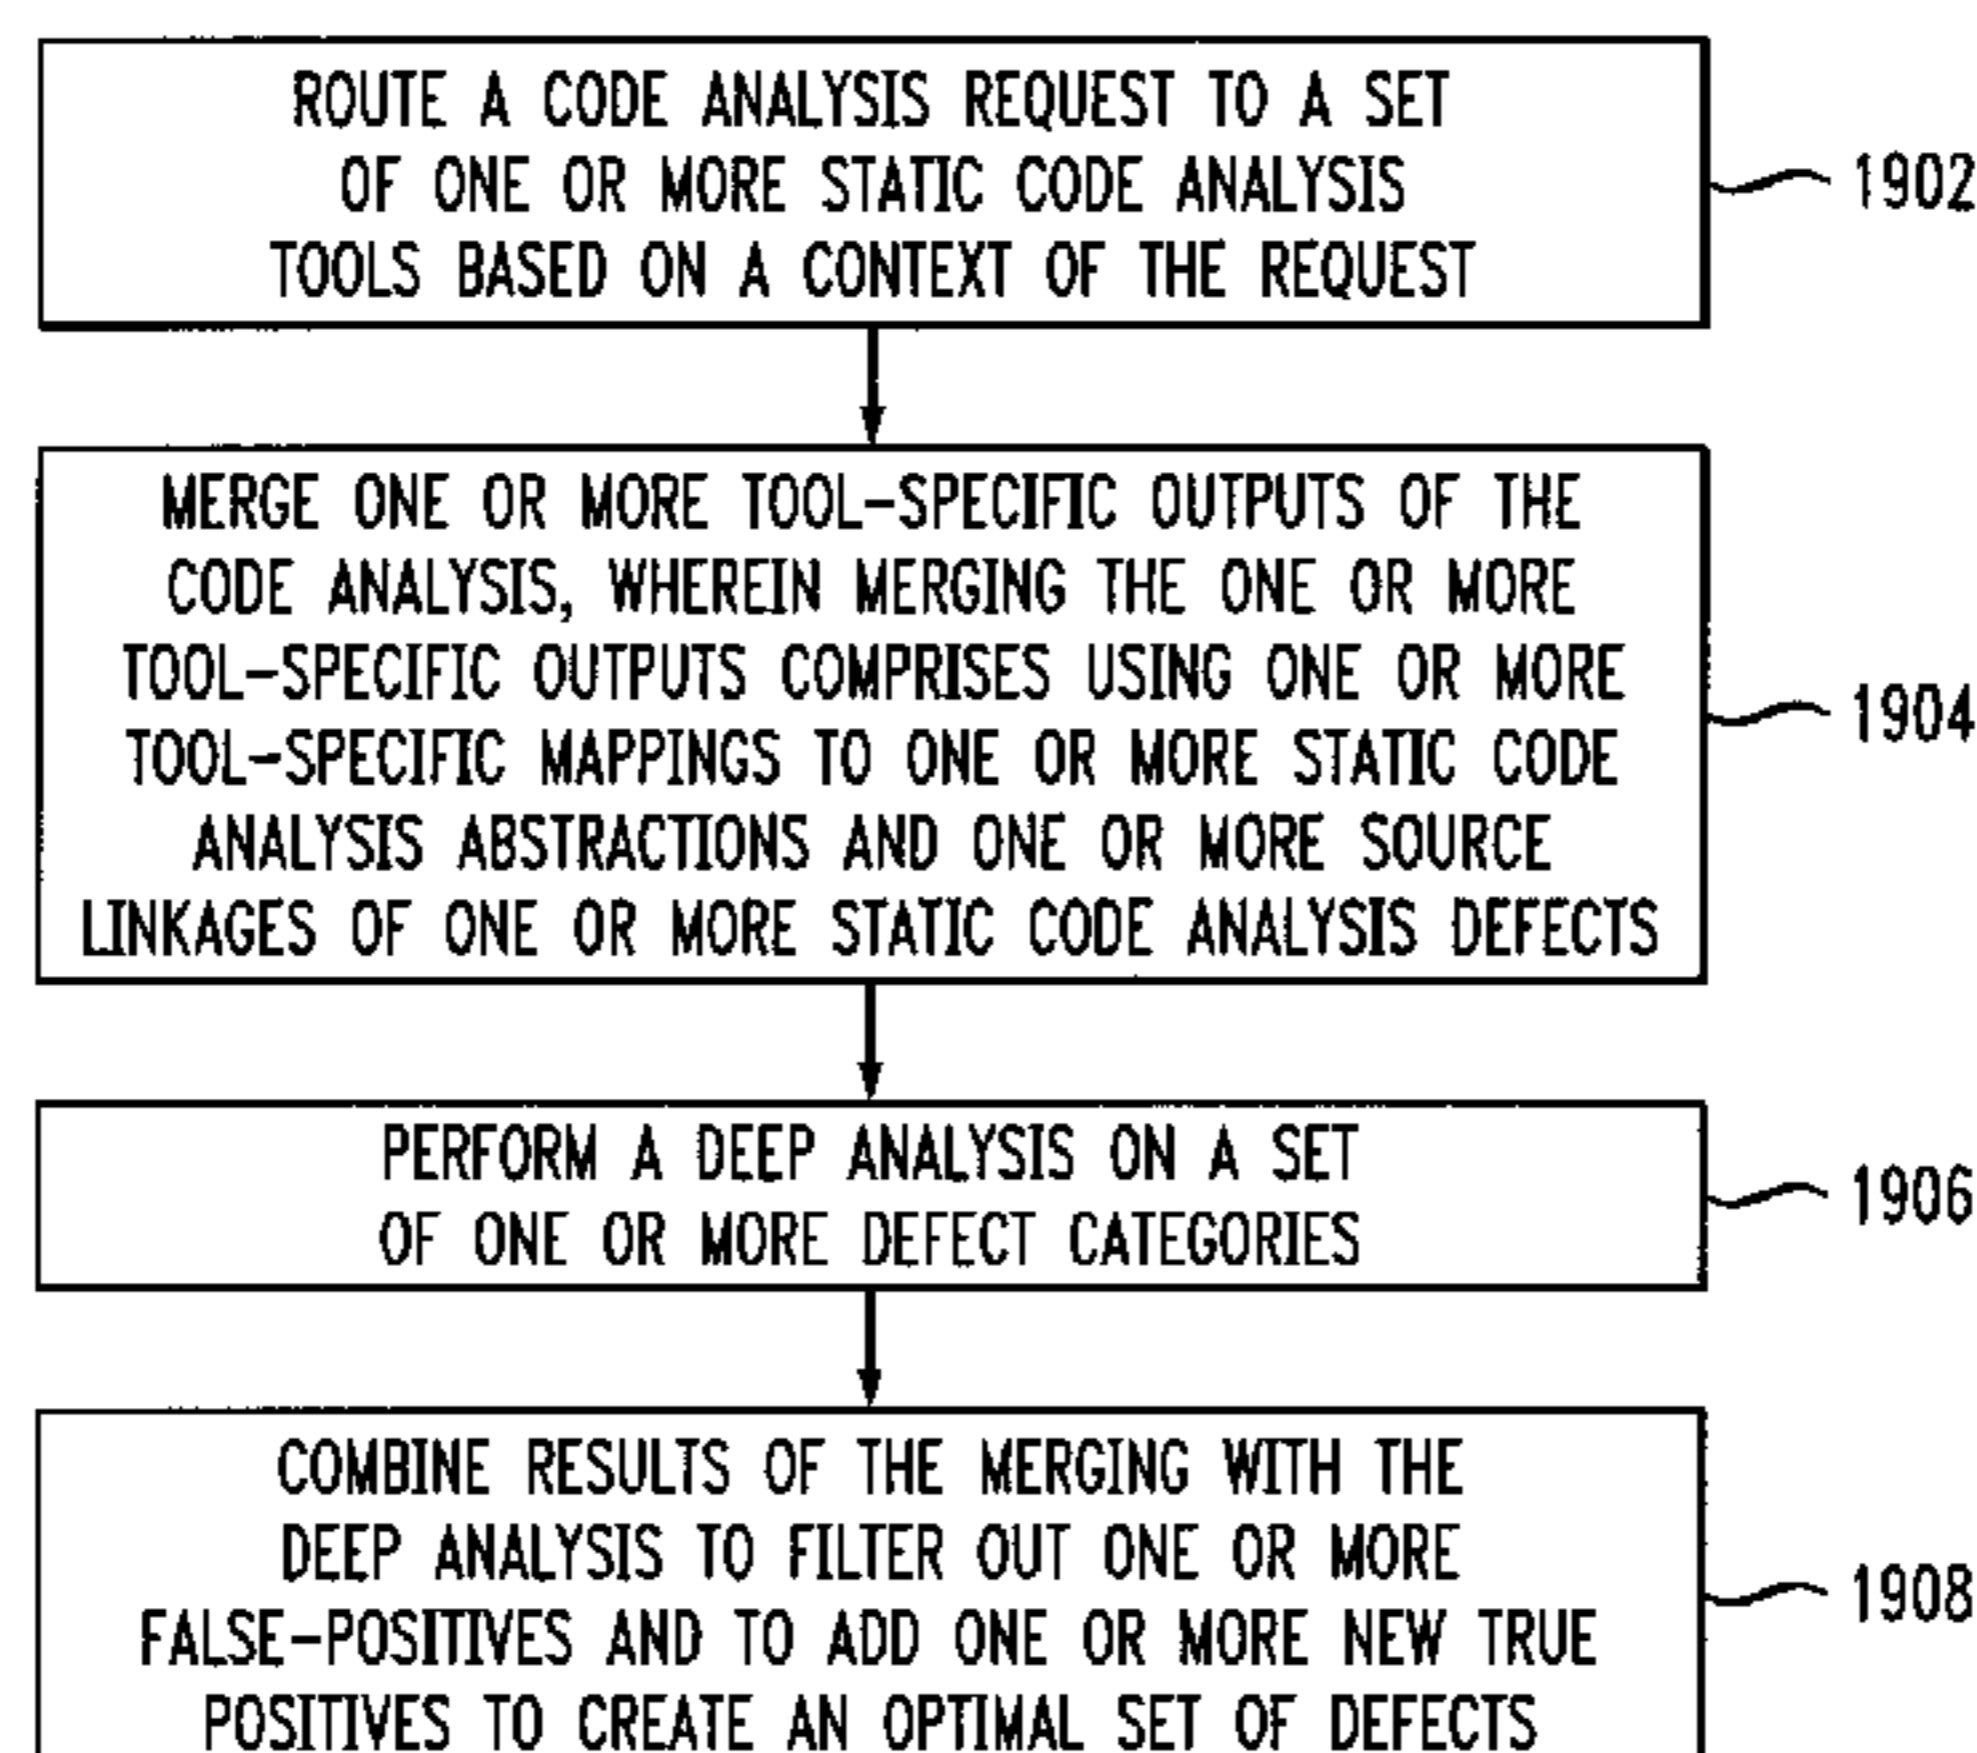 ROUTE A CODE ANALYSIS REQUEST TO A SET
OF ONE OR MORE STATIC CODE ANALYSIS
TOOLS BASED ON A CONTEXT OF THE REQUEST
1902
MERGE ONE OR MORE TOOL-SPECIFIC OUTPUTS OF THE
CODE ANALYSIS, WHEREIN MERGING THE ONE OR MORE
TOOL-SPECIFIC OUTPUTS COMPRISES USING ONE OR MORE
TOOL-SPECIFIC MAPPINGS TO ONE OR MORE STATIC CODE
ANALYSIS ABSTRACTIONS AND ONE OR MORE SOURCE
LINKAGES OF ONE OR MORE STATIC CODE ANALYSIS DEFECTS
1904
PERFORM A DEEP ANALYSIS ON A SET
OF ONE OR MORE DEFECT CATEGORIES
1906
COMBINE RESULTS OF THE MERGING WITH THE
DEEP ANALYSIS TO FILTER OUT ONE OR MORE
FALSE-POSITIVES AND TO ADD ONE OR MORE NEW TRUE
POSITIVES TO CREATE AN OPTIMAL SET OF DEFECTS
1908